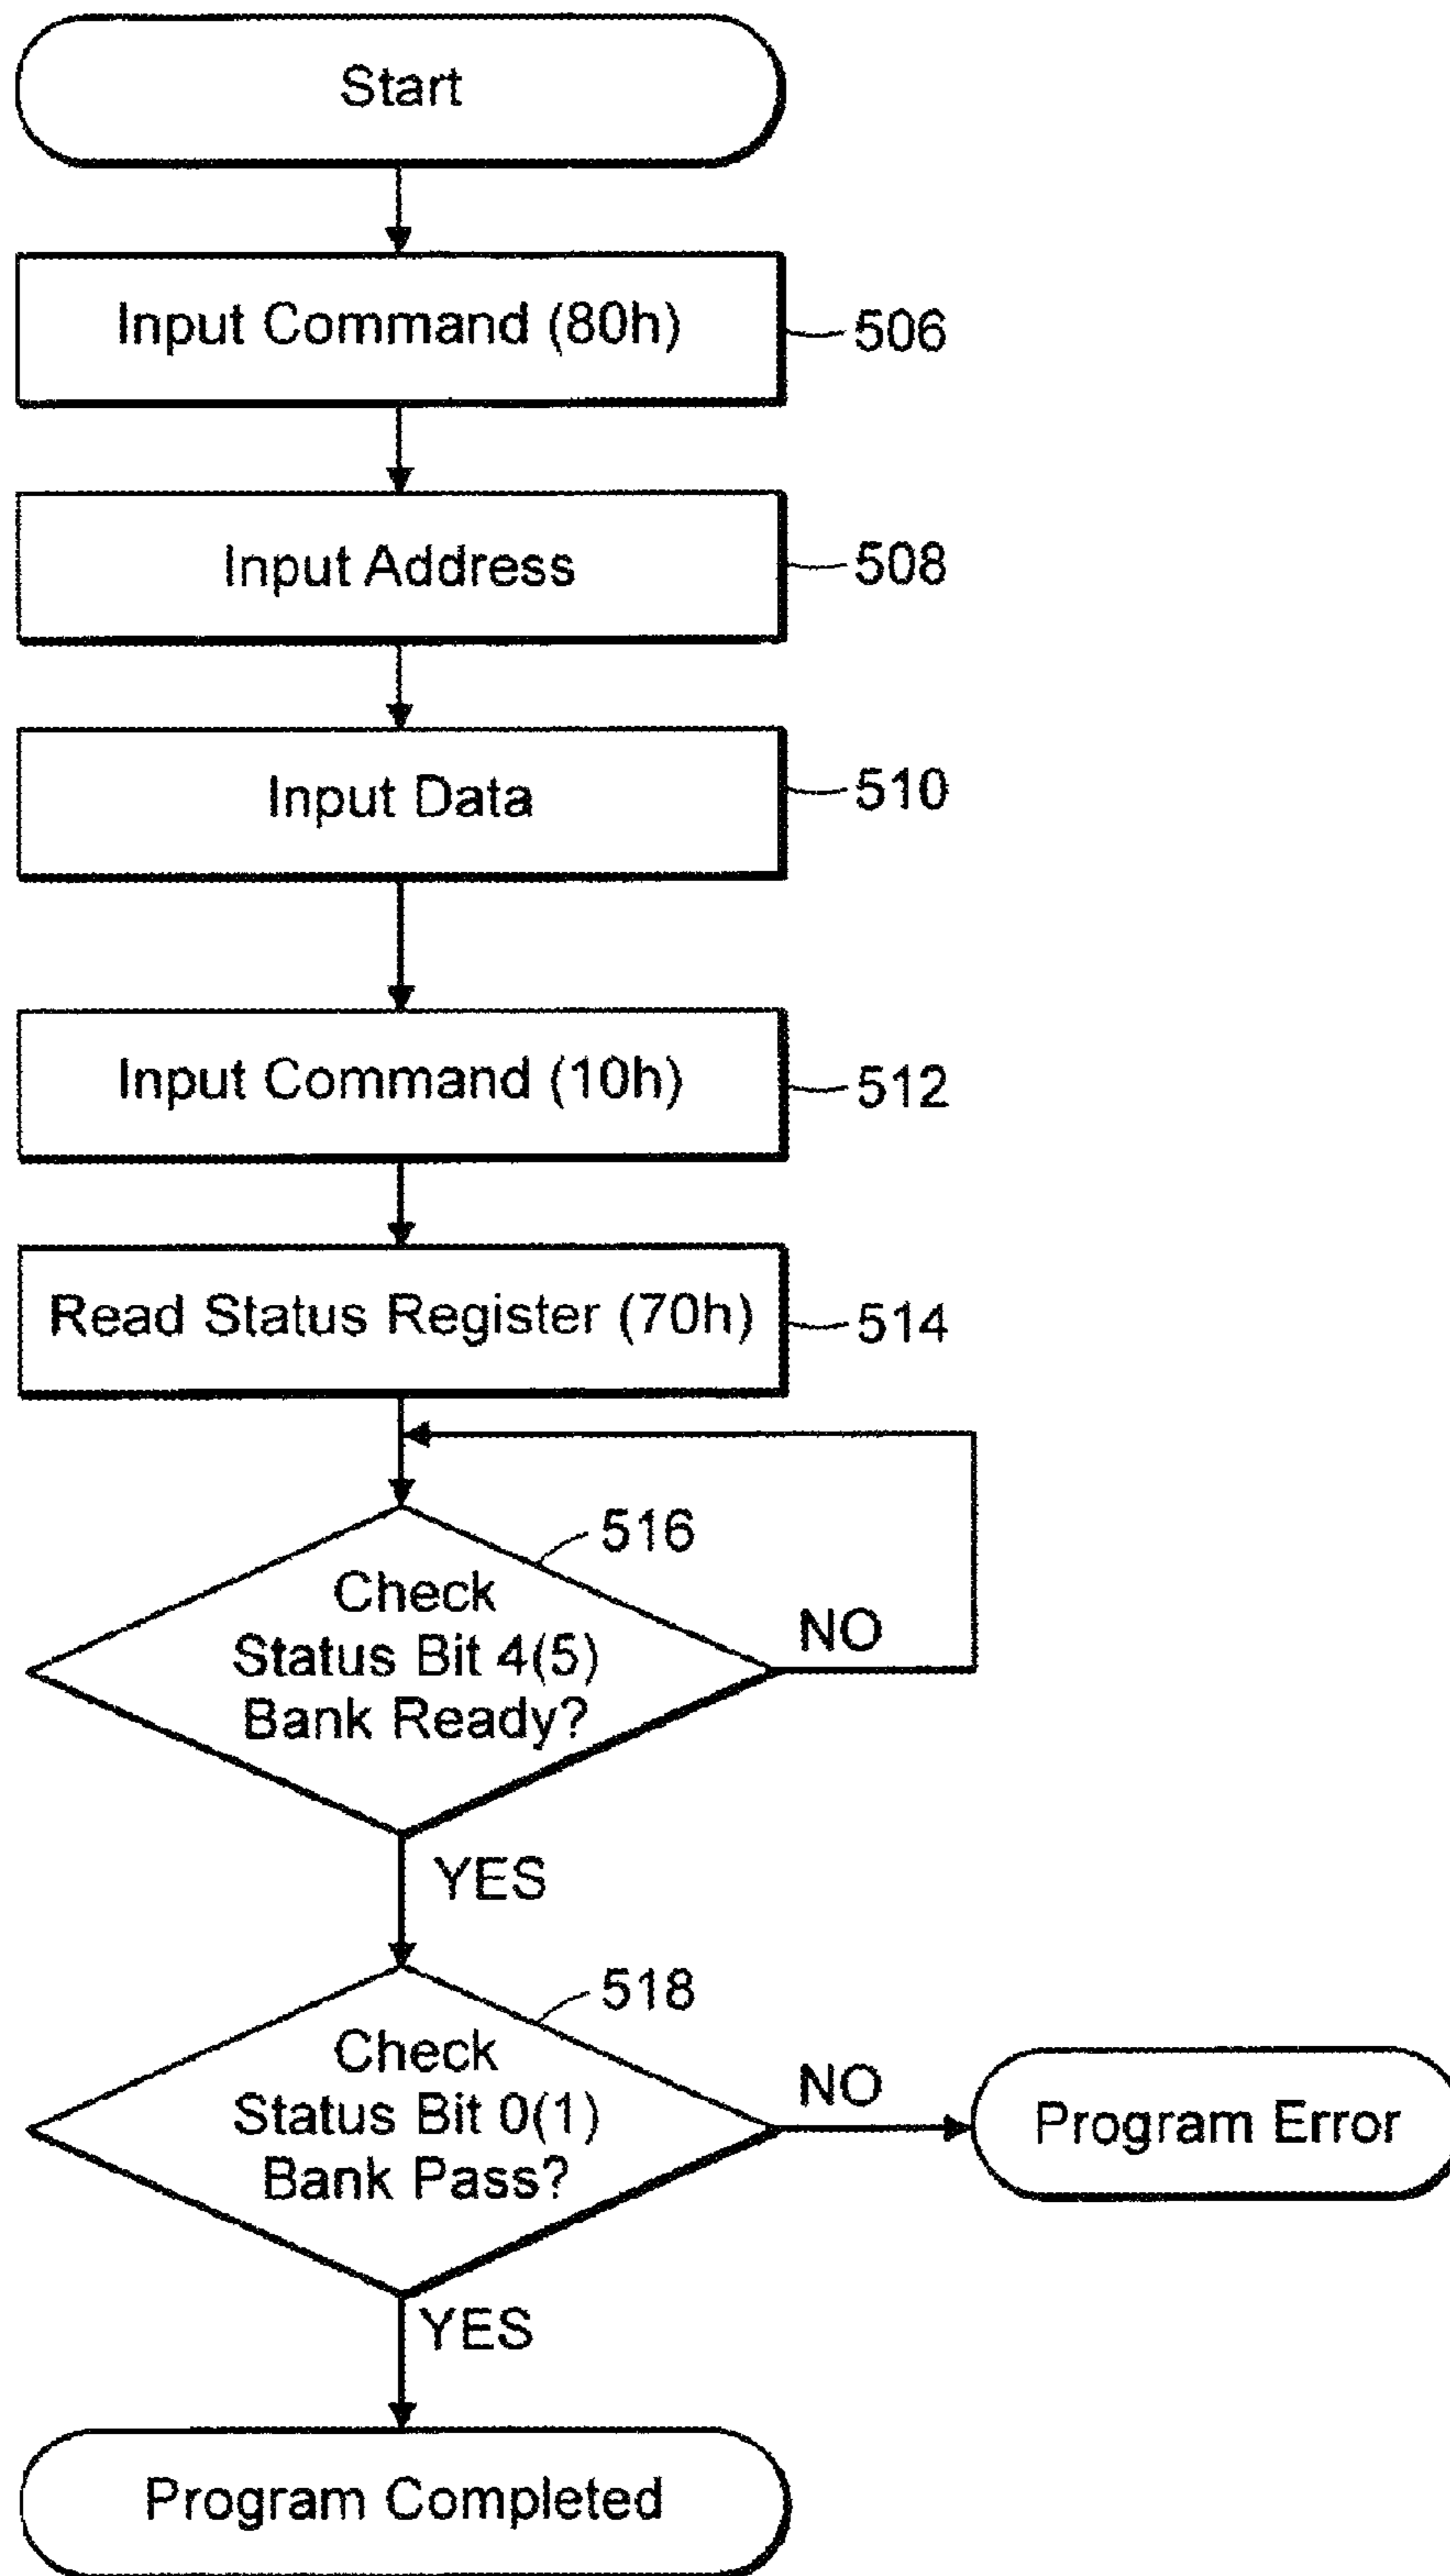 Start
Input Command (80h)
506
Input Address
508
Input Data
510
Input Command (10h)
512
Read Status Register (70h)
514
516
Check
Status Bit 4(5)
Bank Ready?
NO
YES
518
Check
Status Bit 0(1)
Bank Pass?
NO
Program Error
YES
Program Completed